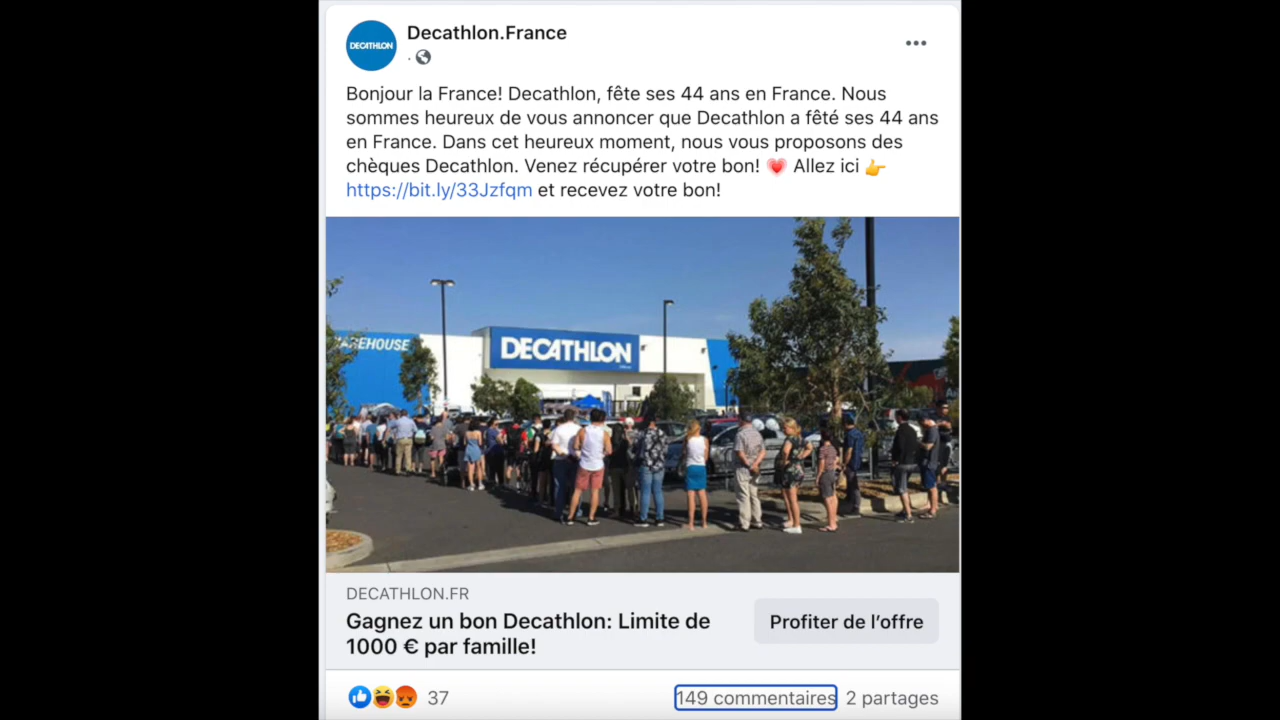 DECATHLON
Decathlon.France
Bonjour la France! Decathlon, fête ses 44 ans en France. Nous
sommes heureux de vous annoncer que Decathlon a fêté ses 44 ans
en France. Dans cet heureux moment, nous vous proposons des
chèques Decathlon. Venez récupérer votre bon! 💗 Allez ici 👉
https://bit.ly/33Jzfqm et recevez votre bon!
AREHOUSE
DECATHLON
DECATHLON.FR
Gagnez un bon Decathlon: Limite de
1000 € par famille!
Profiter de l’offre
37
149 commentaires 2 partages